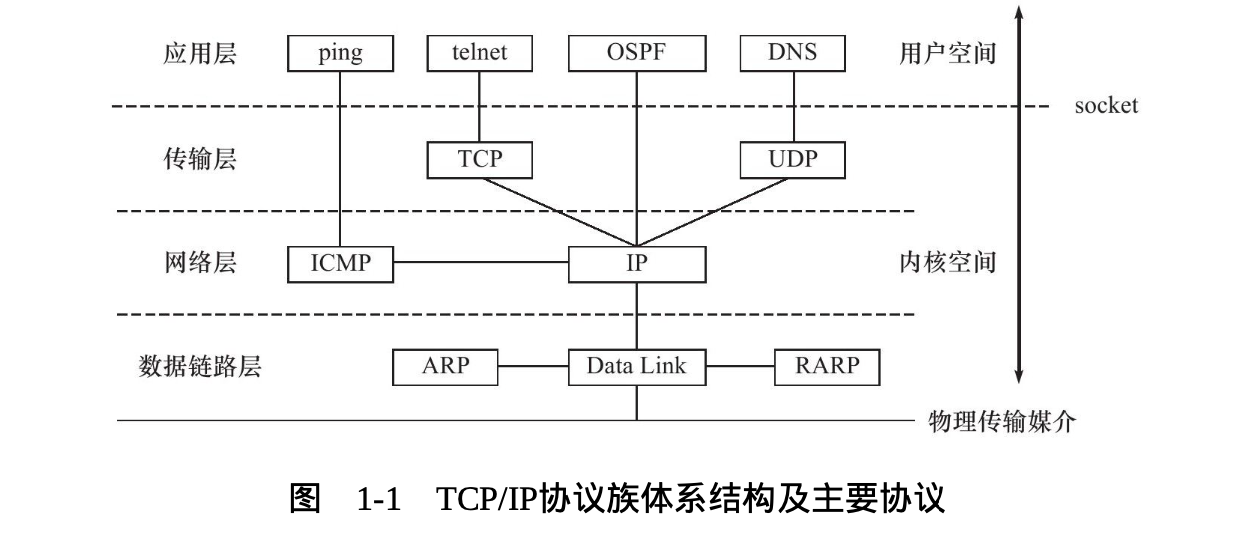 应用层 ping telnet OSPF DNS 用户空间
socket
传输层 TCP UDP
网络层 ICMP IP 内核空间
数据链路层 ARP Data Link RARP
物理传输媒介
图 1-1 TCP/IP协议族体系结构及主要协议